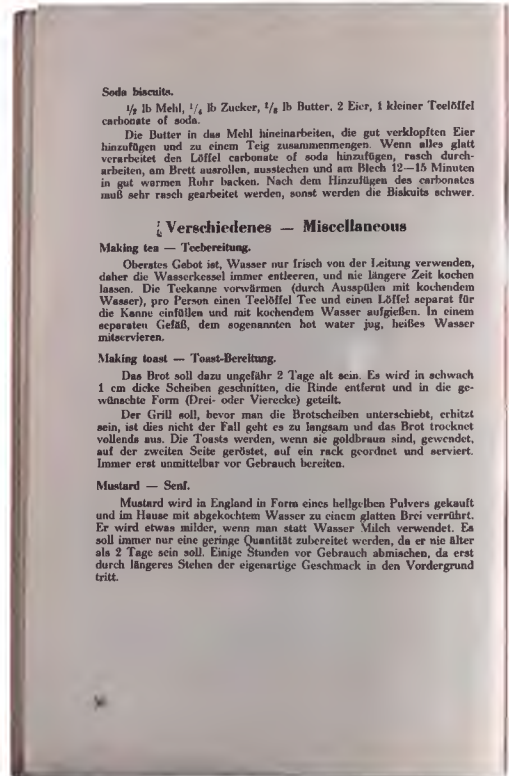 Soda biscuits.
1/2 lb Mehl, 1/4 lb Zucker, 1/8 lb Butter, 2 Eier, 1 kleiner Teelöffel
carbonate of soda.
Die Butter in das Mehl hineinarbeiten, die gut verklopften Eier
hinzufügen und zu einem Teig zusammenmengen. Wenn alles glatt
verarbeitet den Löffel carbonate of soda hinzufügen, rasch durch-
arbeiten, am Brett ausrollen, ausstechen und am Blech 12—15 Minuten
in gut warmen Rohr backen. Nach dem Hinzufügen des carbonates
muß sehr rasch gearbeitet werden, sonst werden die Biskuits schwer.
Verschiedenes — Miscellaneous
Making tea — Teebereitung.
Oberstes Gebot ist, Wasser nur frisch von der Leitung verwenden,
daher die Wasserkessel immer entleeren, und nie längere Zeit kochen
lassen. Die Teekanne vorwärmen (durch Ausspülen mit kochendem
Wasser), pro Person einen Teelöffel Tee und einen Löffel separat für
die Kanne einfüllen und mit kochendem Wasser aufgießen. In einem
separaten Gefäß, dem sogenannten hot water jug, heißes Wasser
mitservieren.
Making toast — Toast-Bereitung.
Das Brot soll dazu ungefähr 2 Tage alt sein. Es wird in schwach
1 cm dicke Scheiben geschnitten, die Rinde entfernt und in die ge-
wünschte Form (Drei- oder Vierecke) geteilt.
Der Grill soll, bevor man die Brotscheiben unterschiebt, erhitzt
sein, ist dies nicht der Fall geht es zu langsam und das Brot trocknet
vollends aus. Die Toasts werden, wenn sie goldbraun sind, gewendet,
auf der zweiten Seite geröstet, auf ein rack geordnet und serviert.
Immer erst unmittelbar vor Gebrauch bereiten.
Mustard — Senf.
Mustard wird in England in Form eines hellgelben Pulvers gekauft
und im Hause mit abgekochtem Wasser zu einem glatten Brei verrührt.
Er wird etwas milder, wenn man statt Wasser Milch verwendet. Es
soll immer nur eine geringe Quantität zubereitet werden, da er nie älter
als 2 Tage sein soll. Einige Stunden vor Gebrauch abmischen, da erst
durch längeres Stehen der eigenartige Geschmack in den Vordergrund
tritt.